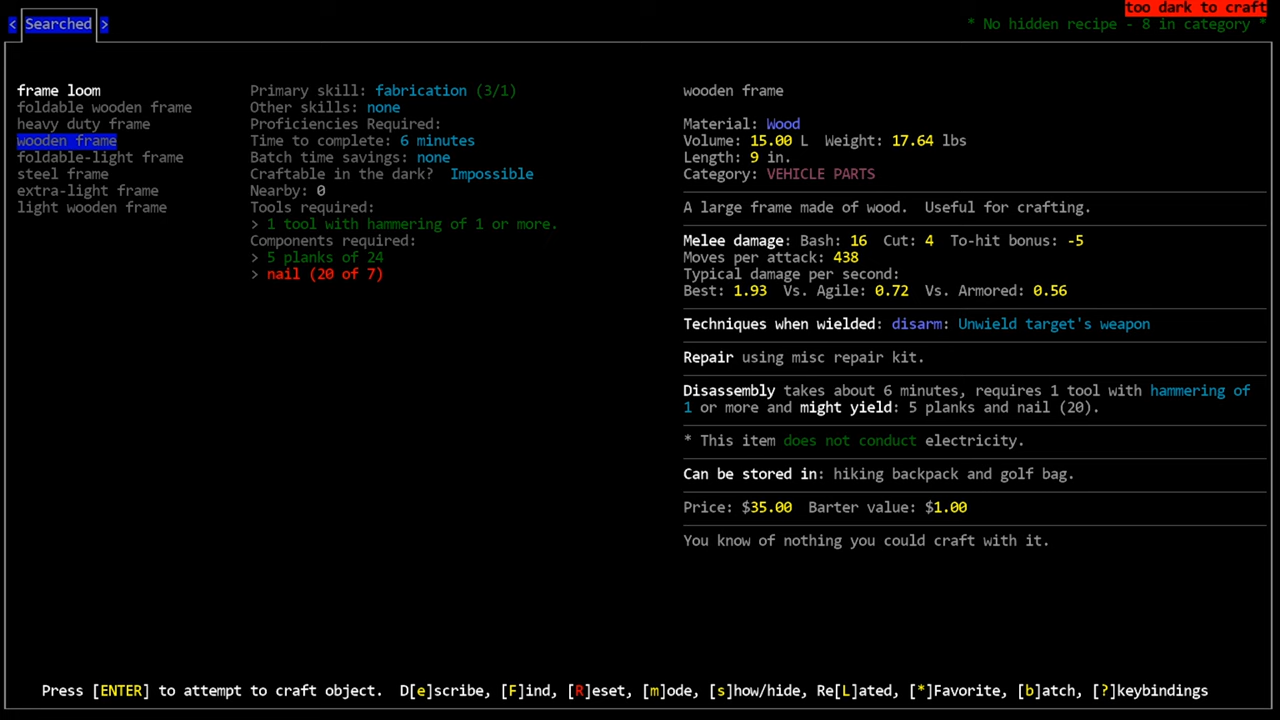 too dark to craft
< Searched >
* No hidden recipe - 8 in category *
frame loom
foldable wooden frame
heavy duty frame
wooden frame
foldable-light frame
steel frame
extra-light frame
light wooden frame
Primary skill: fabrication (3/1)
Other skills: none
Proficiencies Required:
Time to complete: 6 minutes
Batch time savings: none
Craftable in the dark?  Impossible
Nearby: 0
Tools required:
> 1 tool with hammering of 1 or more.
Components required:
> 5 planks of 24
> nail (20 of 7)
wooden frame
Material: Wood
Volume: 15.00 L  Weight: 17.64 lbs
Length: 9 in.
Category: VEHICLE PARTS
A large frame made of wood.  Useful for crafting.
Melee damage: Bash: 16  Cut: 4  To-hit bonus: -5
Moves per attack: 438
Typical damage per second:
Best: 1.93  Vs. Agile: 0.72  Vs. Armored: 0.56
Techniques when wielded: disarm: Unwield target's weapon
Repair using misc repair kit.
Disassembly takes about 6 minutes, requires 1 tool with hammering of
1 or more and might yield: 5 planks and nail (20).
* This item does not conduct electricity.
Can be stored in: hiking backpack and golf bag.
Price: $35.00  Barter value: $1.00
You know of nothing you could craft with it.
Press [ENTER] to attempt to craft object.  D[e]scribe, [F]ind, [R]eset, [m]ode, [s]how/hide, Re[L]ated, [*]Favorite, [b]atch, [?]keybindings